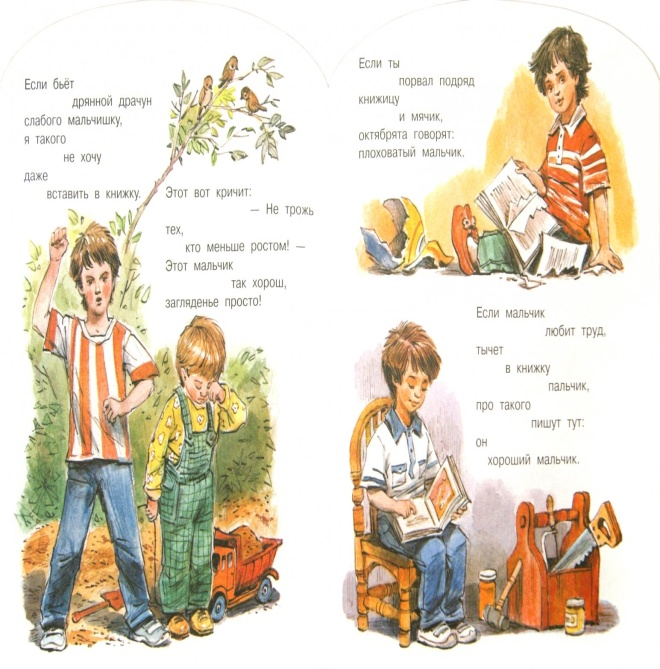 Если бьёт
дрянной драчун
слабого мальчишку,
я такого
не хочу
даже
вставить в книжку.
Этот вот кричит:
— Не трожь
тех,
кто меньше ростом! —
Этот мальчик
так хорош,
загляденье просто!
Если ты
порвал подряд
книжицу
и мячик,
октябрята говорят:
плоховатый мальчик.
Если мальчик
любит труд,
тычет
в книжку
пальчик,
про такого
пишут тут:
он
хороший мальчик.